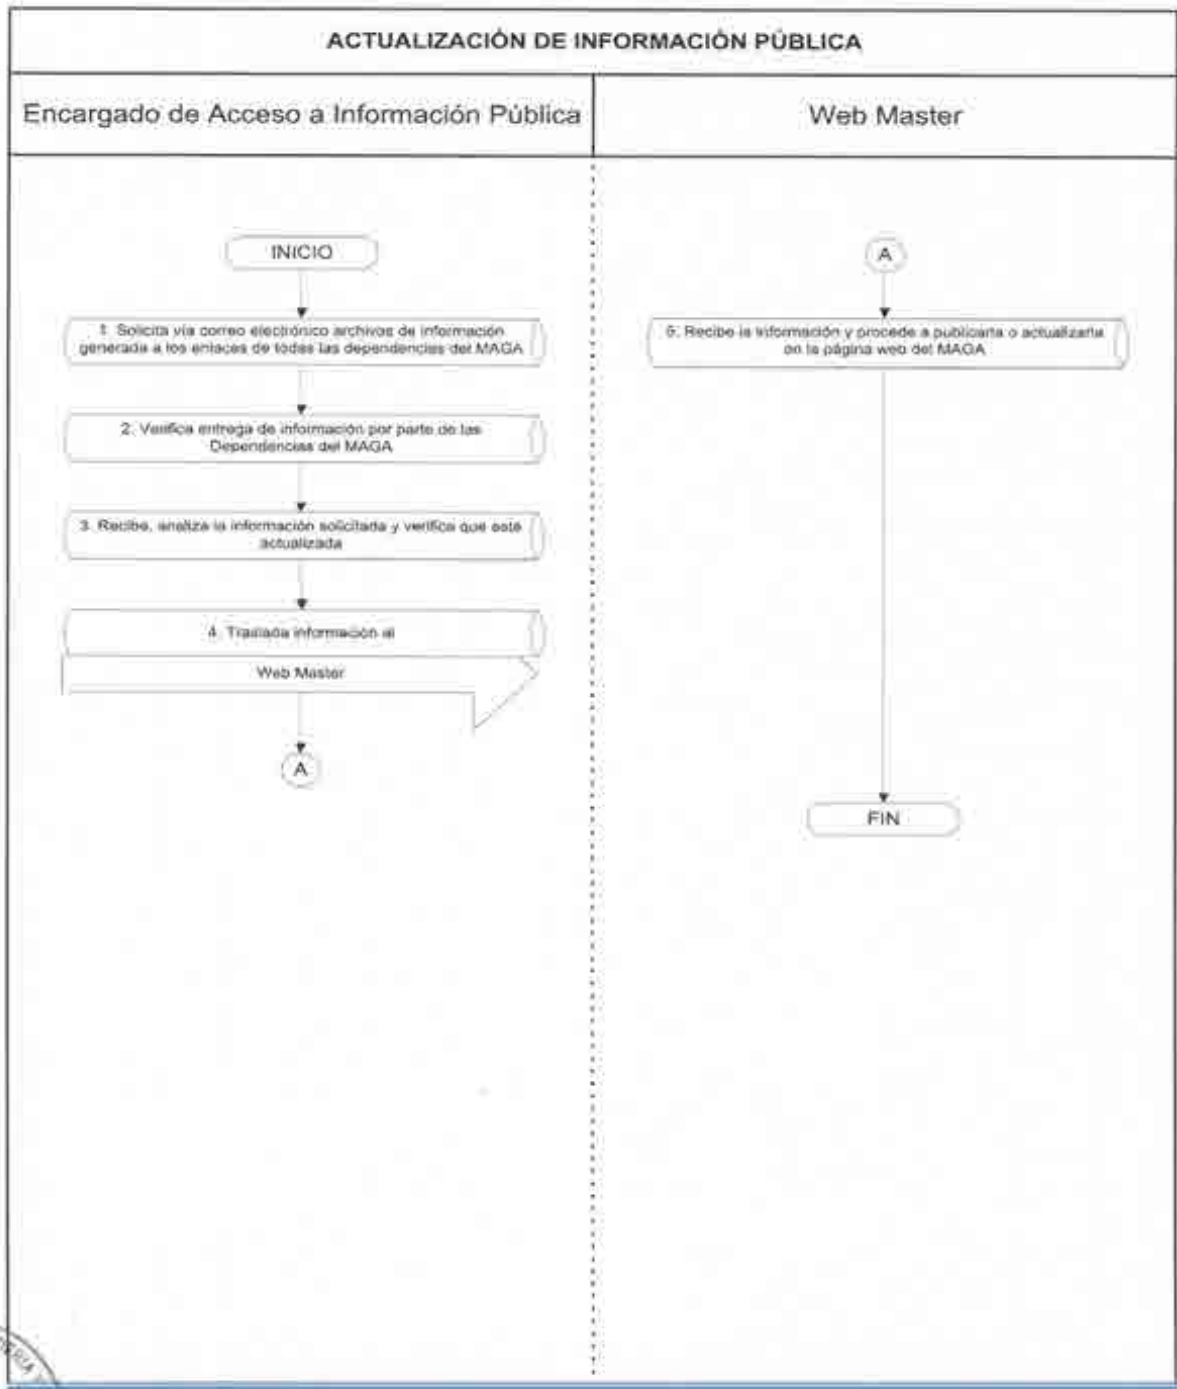 ACTUALIZACIÓN DE INFORMACIÓN PÚBLICA
Encargado de Acceso a Información Pública
Web Master
INICIO
1. Solicita vía correo electrónico archivos de información
generada a los enlaces de todas las dependencias del MAGA
2. Verifica entrega de información por parte de las
Dependencias del MAGA
3. Recibe, analiza la información solicitada y verifica que esté
actualizada
4. Traslada información al
Web Master
A
A
5. Recibe la información y procede a publicarla o actualizarla
en la página web del MAGA
FIN